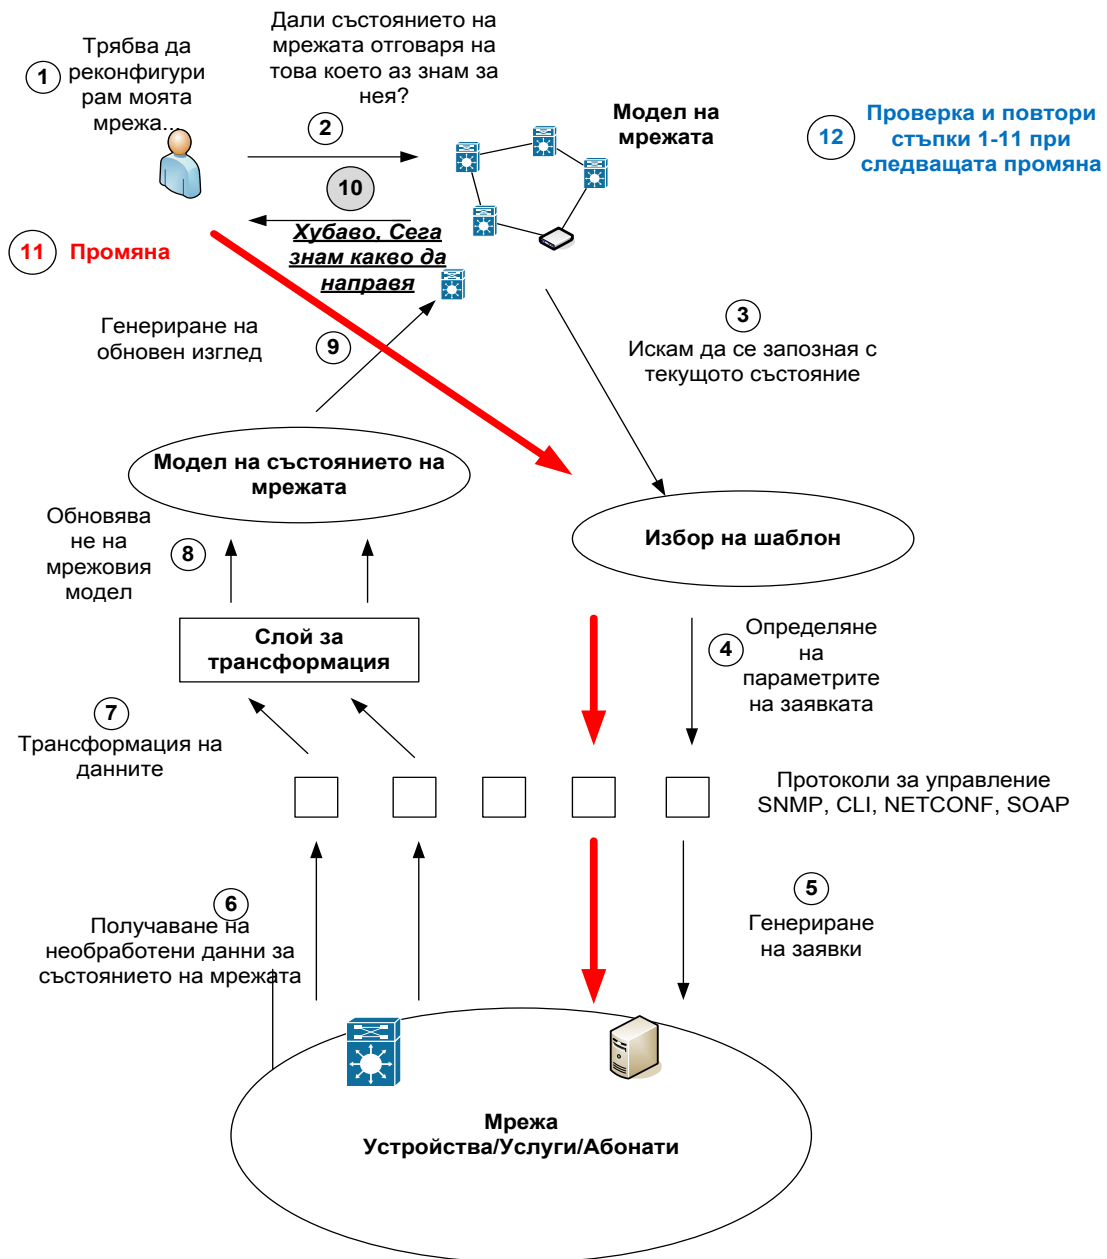 1
Трябва да
реконфигури
рам моята
мрежа...
Дали състоянието на
мрежата отговаря на
това което аз знам за
нея?
2
Модел на
мрежата
12
Проверка и повтори
стъпки 1-11 при
следващата промяна
10
Хубаво. Сега
знам какво да
направя
11 Промяна
Генериране на
обновен изглед
9
3
Искам да се запозная с
текущото състояние
Модел на състоянието на
мрежата
Избор на шаблон
Обновява
не на
мрежовия
модел
8
Слой за
трансформация
4
Определяне
на
параметрите
на заявката
7
Трансформация на
данните
Протоколи за управление
SNMP, CLI, NETCONF, SOAP
6
Получаване на
необработени данни за
състоянието на мрежата
5
Генериране
на заявки
Мрежа
Устройства/Услуги/Абонати